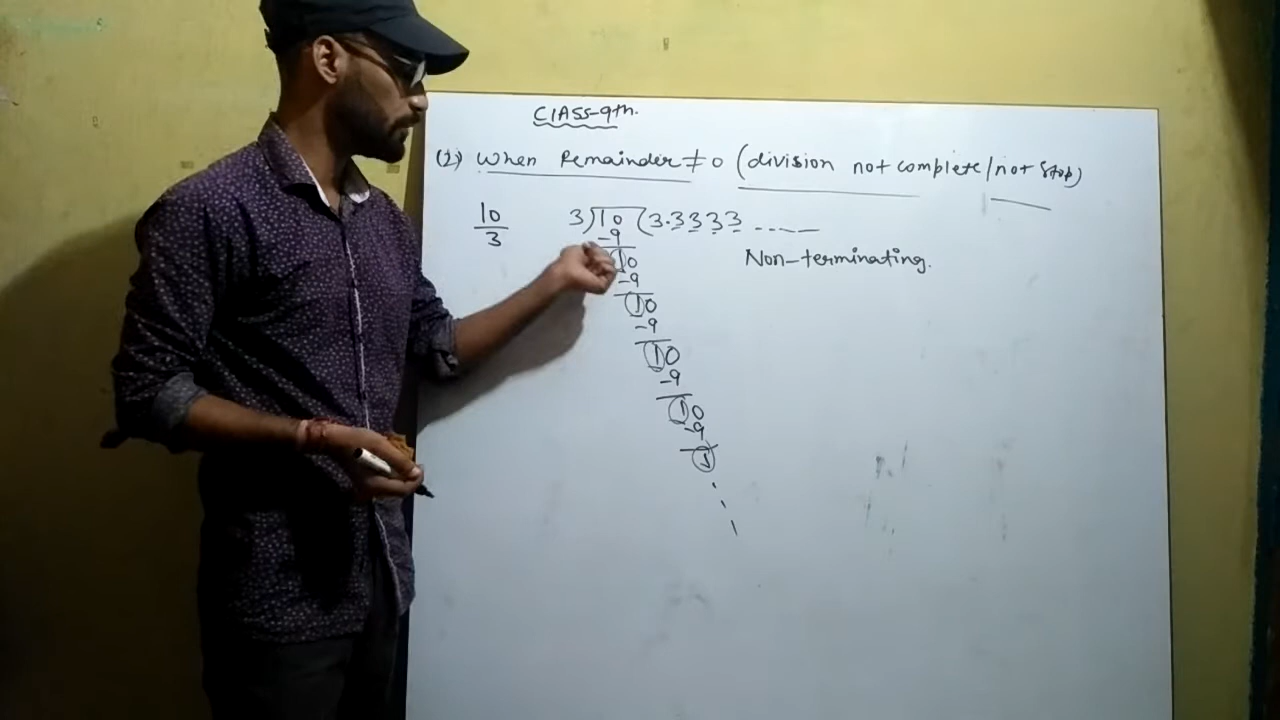 CLASS-9th.
(2) When Remainder ≠ 0 (division not complete/not stop)
10/3 3)10(3.3333 .....
-9
10
-9
10
-9
10
-9
10
-9
1
Non-terminating.